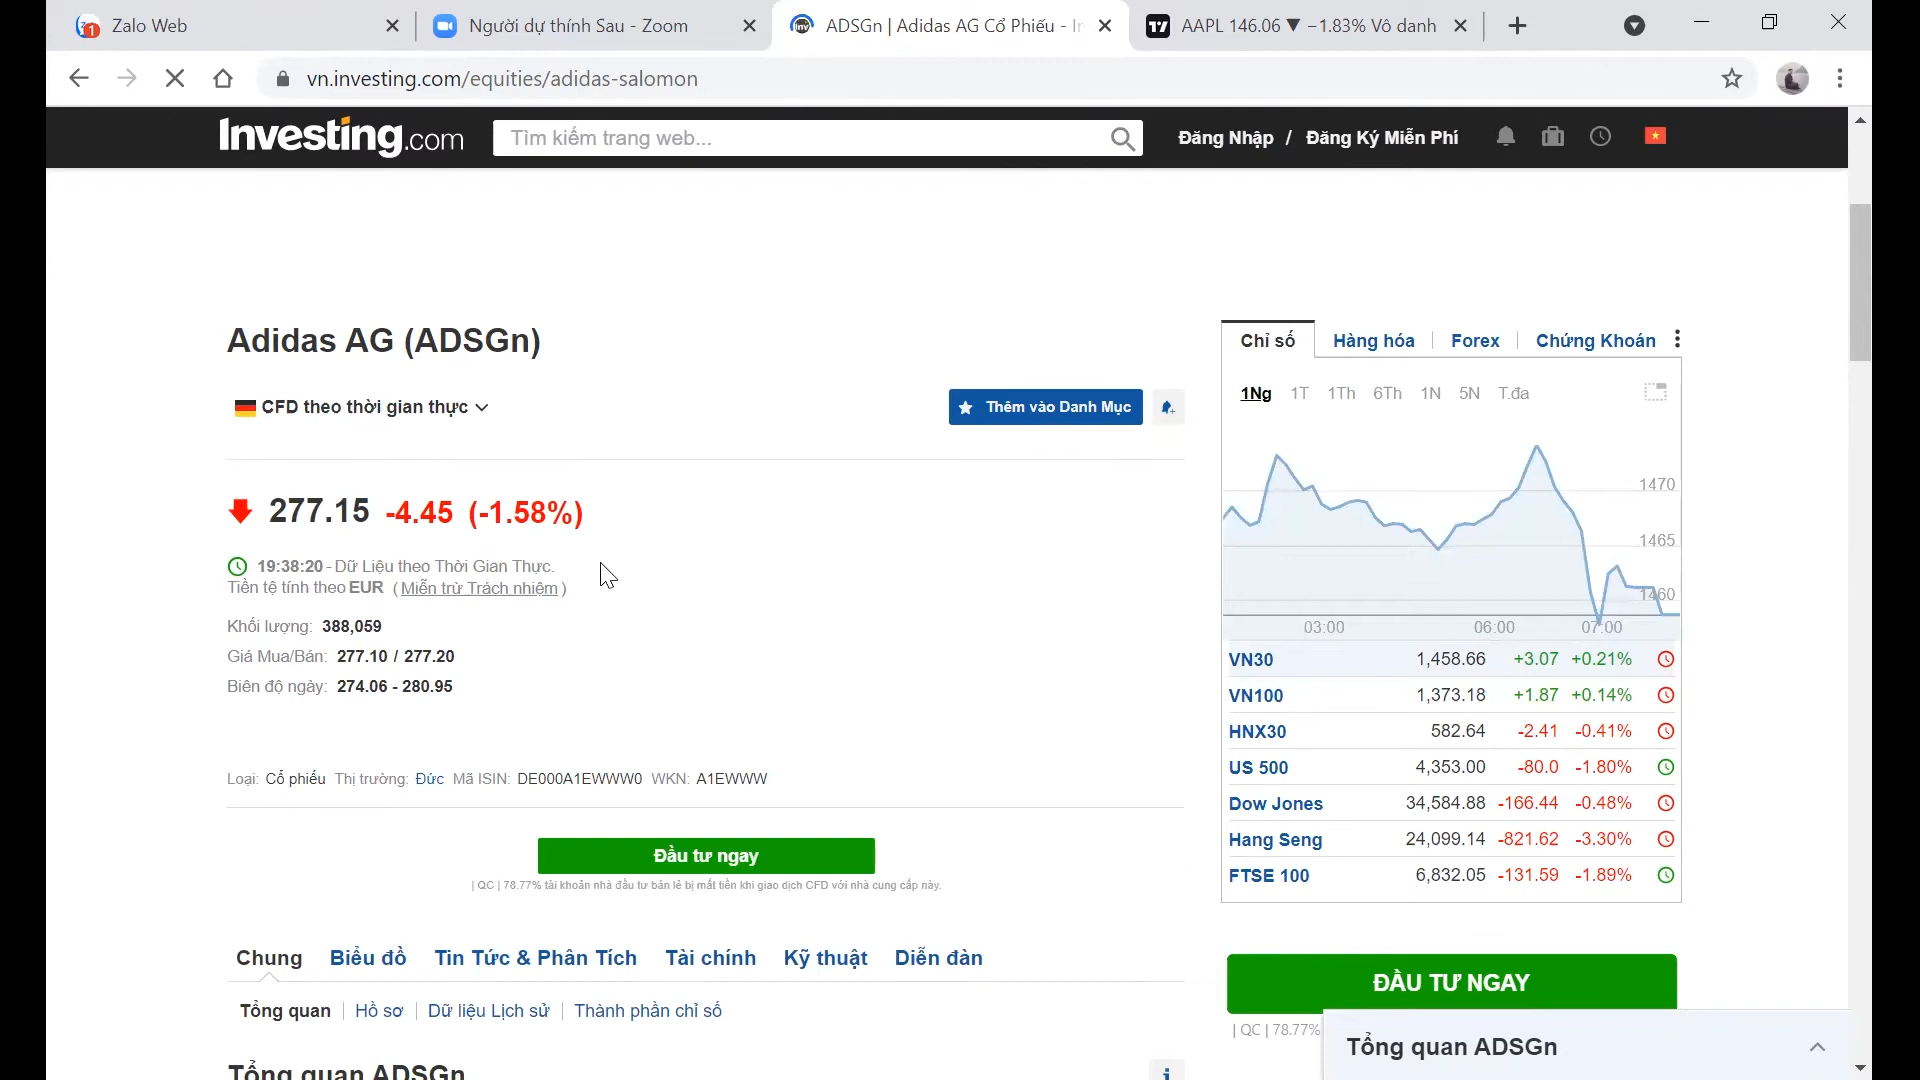 Zalo Web
Người dự thính Sau - Zoom
ADSGn | Adidas AG Cổ Phiếu - In
AAPL 146.06 ▼ −1.83% Vô danh
vn.investing.com/equities/adidas-salomon
Investing.com
Tìm kiếm trang web...
Đăng Nhập / Đăng Ký Miễn Phí
Adidas AG (ADSGn)
CFD theo thời gian thực
Thêm vào Danh Mục
277.15 -4.45 (-1.58%)
19:38:20 - Dữ Liệu theo Thời Gian Thực.
Tiền tệ tính theo EUR ( Miễn trừ Trách nhiệm )
Khối lượng: 388,059
Giá Mua/Bán: 277.10 / 277.20
Biên độ ngày: 274.06 - 280.95
Loại: Cổ phiếu Thị trường: Đức Mã ISIN: DE000A1EWWW0 WKN: A1EWWW
Đầu tư ngay
| QC | 78.77% tài khoản nhà đầu tư bán lẻ bị mất tiền khi giao dịch CFD với nhà cung cấp này.
Chung Biểu đồ Tin Tức & Phân Tích Tài chính Kỹ thuật Diễn đàn
Tổng quan Hồ sơ Dữ liệu Lịch sử Thành phần chỉ số
Tổng quan ADSGn
Chỉ số Hàng hóa Forex Chứng Khoán
1Ng 1T 1Th 6Th 1N 5N T.đa
1470
1465
1460
03:00 06:00 07:00
VN30 1,458.66 +3.07 +0.21%
VN100 1,373.18 +1.87 +0.14%
HNX30 582.64 -2.41 -0.41%
US 500 4,353.00 -80.0 -1.80%
Dow Jones 34,584.88 -166.44 -0.48%
Hang Seng 24,099.14 -821.62 -3.30%
FTSE 100 6,832.05 -131.59 -1.89%
ĐẦU TƯ NGAY
| QC | 78.77%
Tổng quan ADSGn